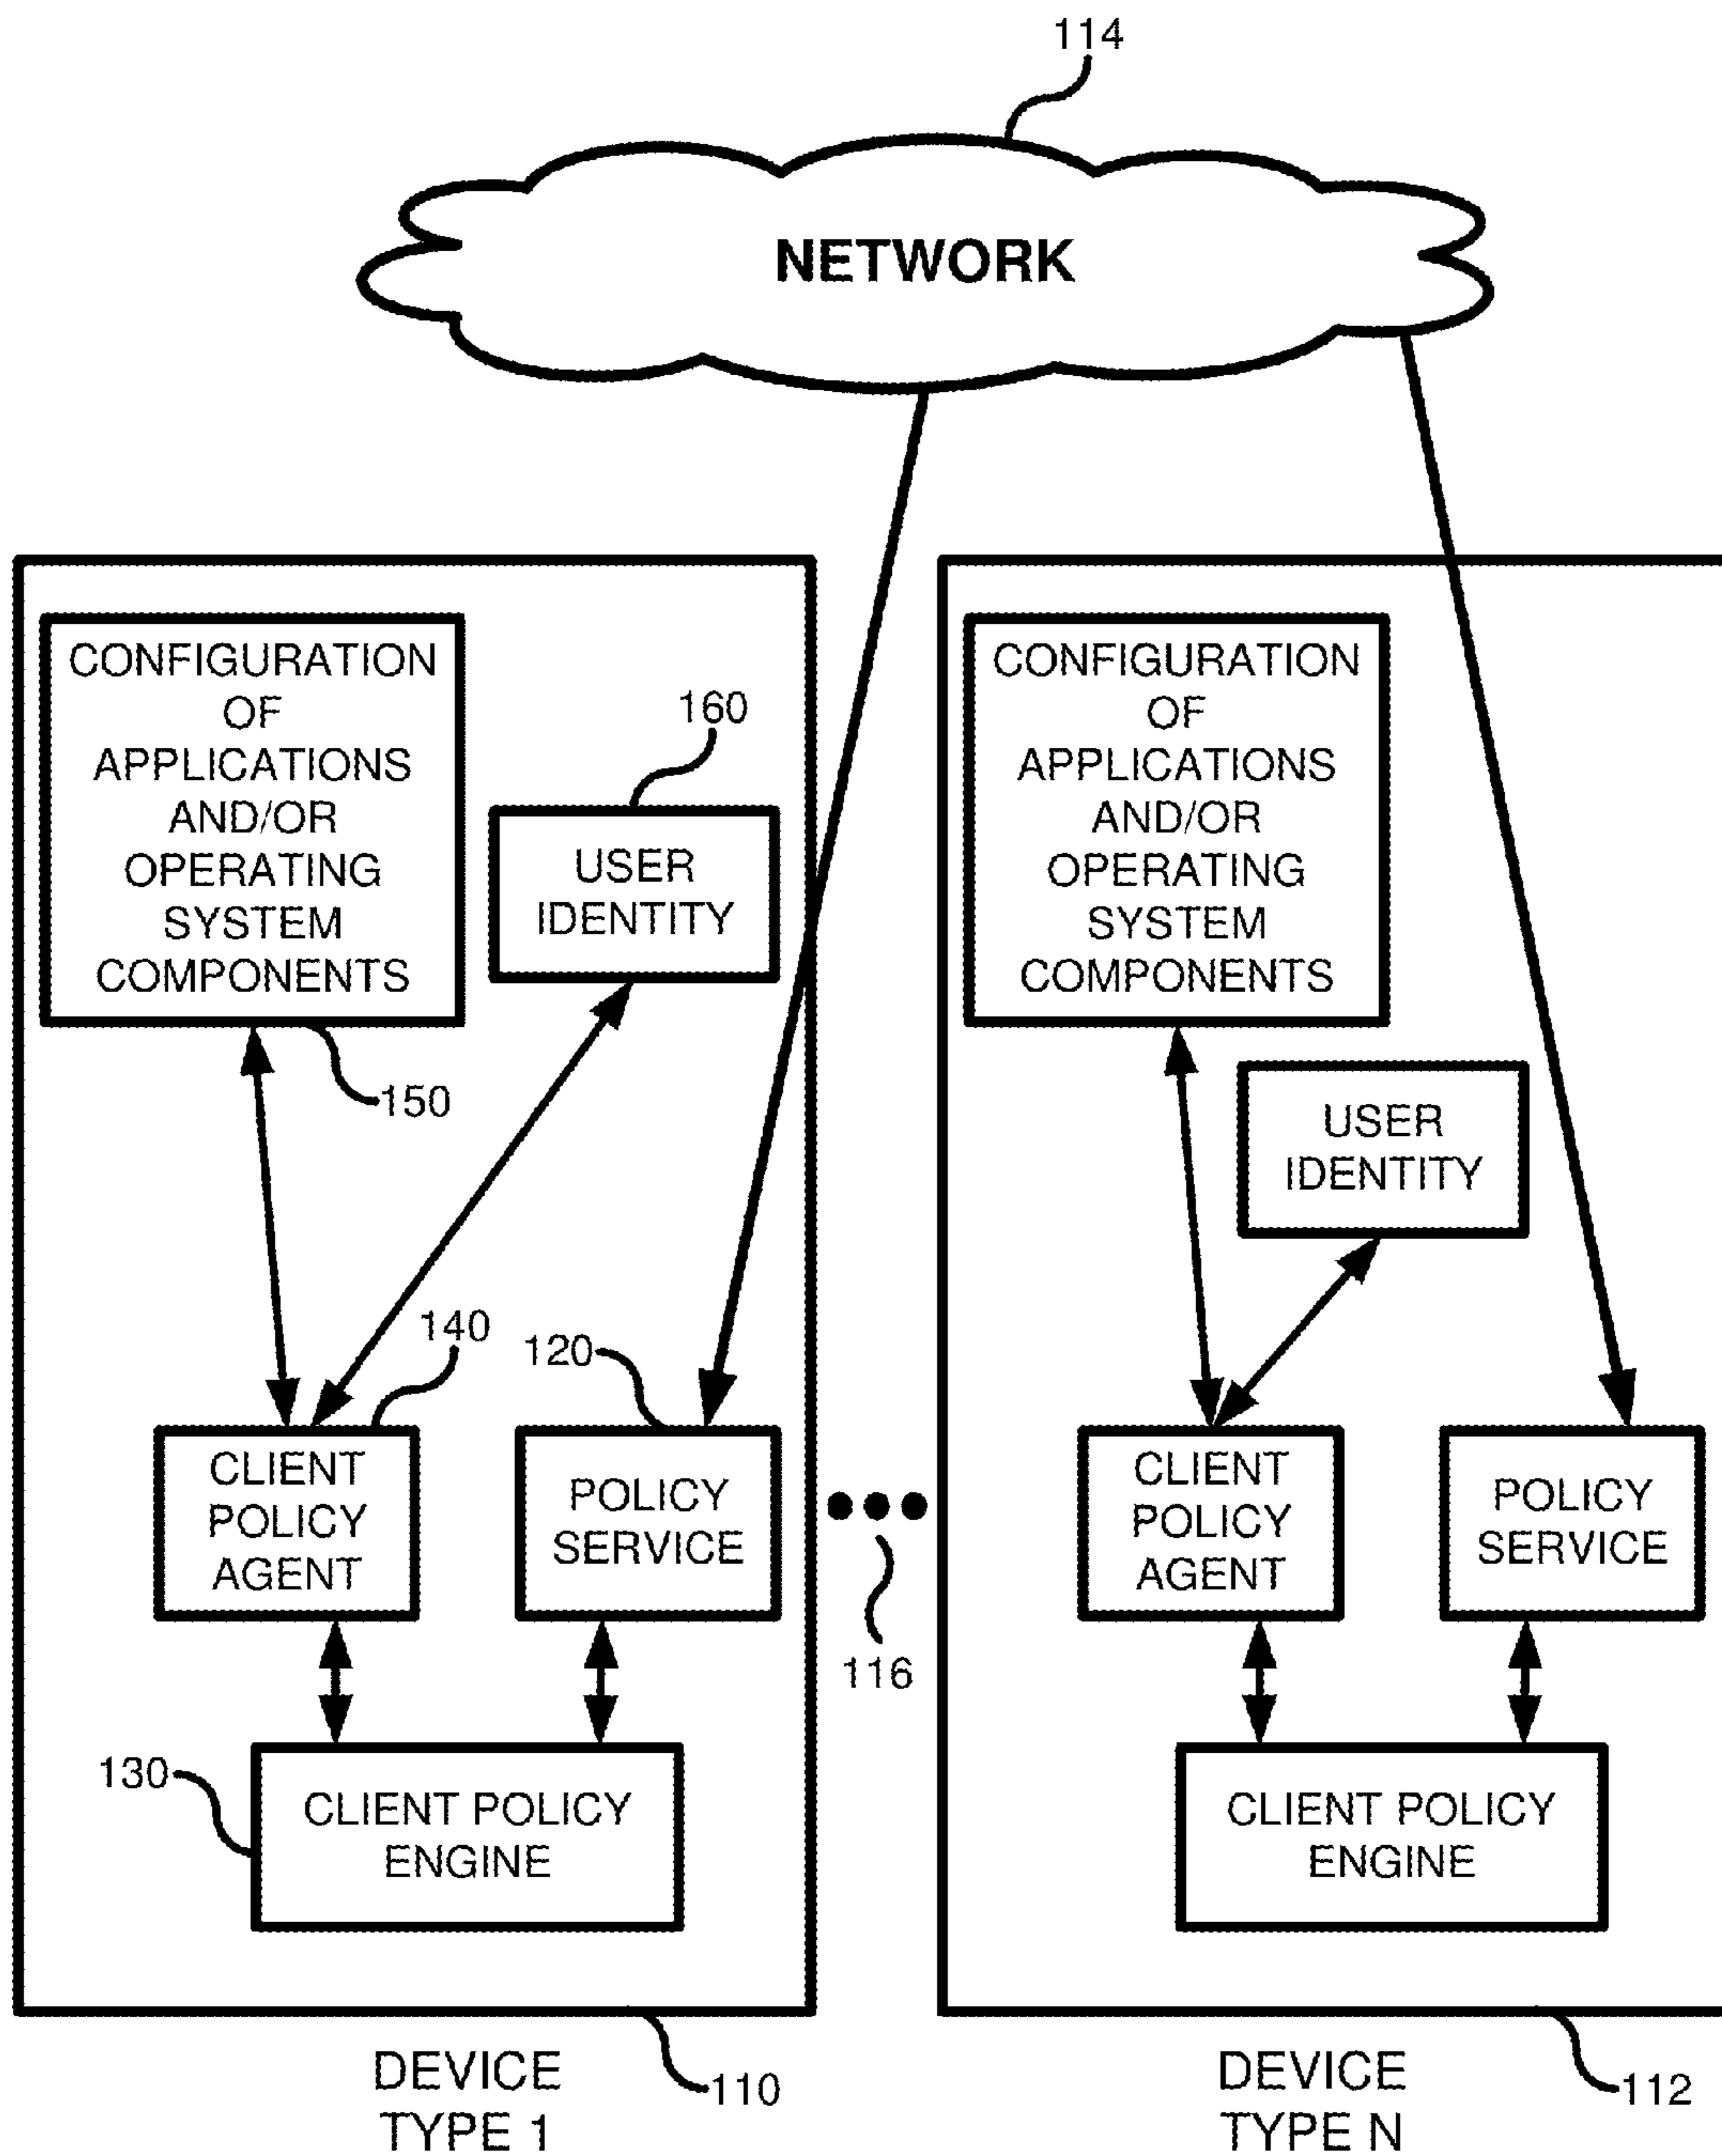 114
NETWORK
CONFIGURATION
OF
APPLICATIONS
AND/OR
OPERATING
SYSTEM
COMPONENTS
160
USER
IDENTITY
150
140
120
CLIENT
POLICY
AGENT
POLICY
SERVICE
130
CLIENT POLICY
ENGINE
DEVICE
TYPE 1
110
116
CONFIGURATION
OF
APPLICATIONS
AND/OR
OPERATING
SYSTEM
COMPONENTS
USER
IDENTITY
CLIENT
POLICY
AGENT
POLICY
SERVICE
CLIENT POLICY
ENGINE
DEVICE
TYPE N
112